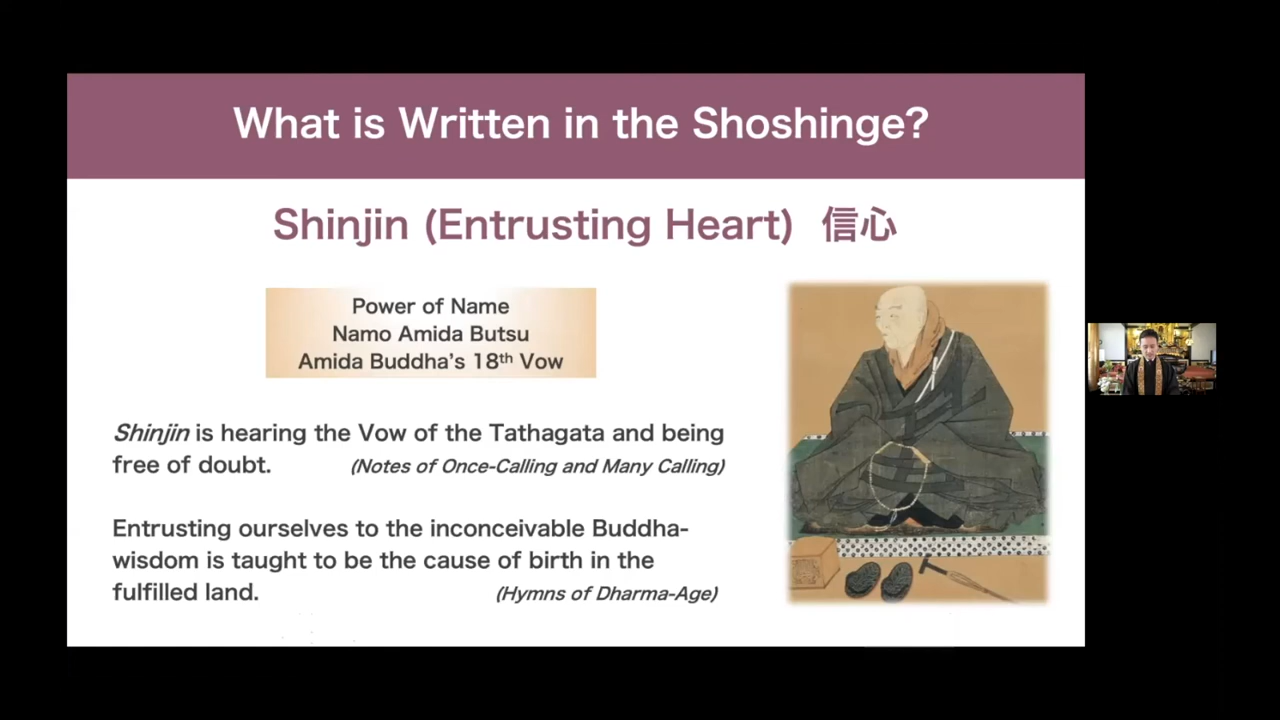 What is Written in the Shoshinge?
Shinjin (Entrusting Heart) 信心
Power of Name
Namo Amida Butsu
Amida Buddha's 18th Vow
Shinjin is hearing the Vow of the Tathagata and being
free of doubt. (Notes of Once-Calling and Many Calling)
Entrusting ourselves to the inconceivable Buddha-
wisdom is taught to be the cause of birth in the
fulfilled land. (Hymns of Dharma-Age)